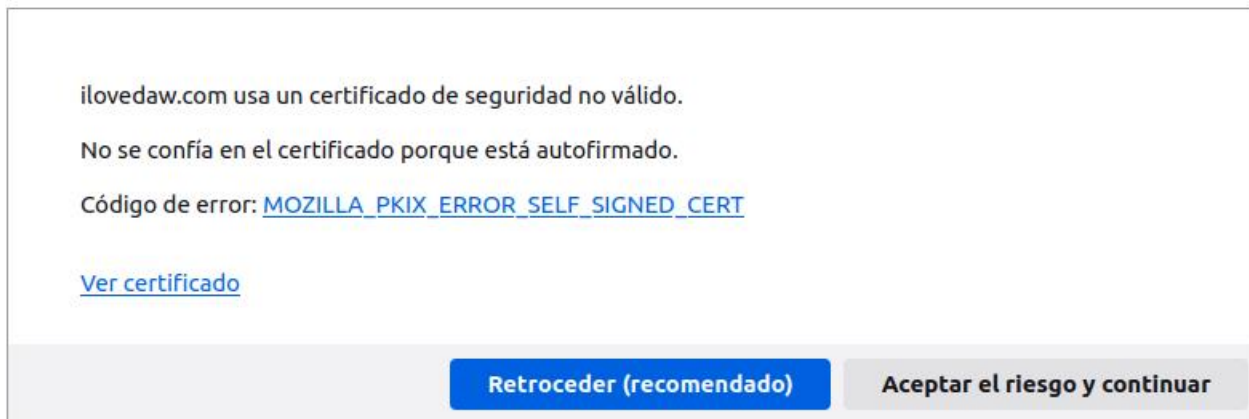 ilovedaw.com usa un certificado de seguridad no válido.
No se confía en el certificado porque está autofirmado.
Código de error: MOZILLA_PKIX_ERROR_SELF_SIGNED_CERT
Ver certificado
Retroceder (recomendado) Aceptar el riesgo y continuar